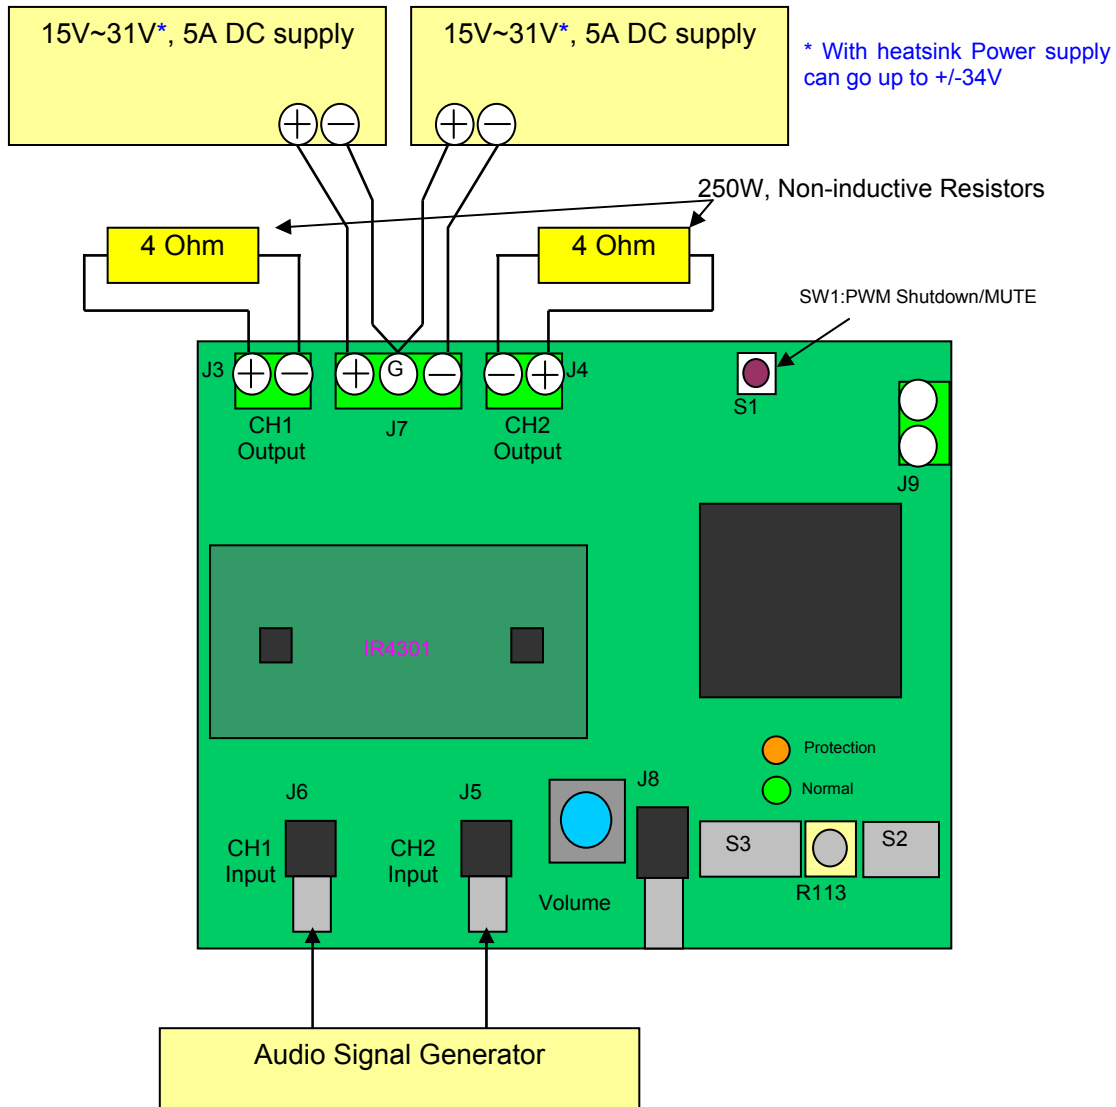 15V~31V*, 5A DC supply
15V~31V*, 5A DC supply
* With heatsink Power supply
can go up to +/-34V
+ −
+ −
250W, Non-inductive Resistors
4 Ohm
4 Ohm
SW1:PWM Shutdown/MUTE
J3
+ −
+ G −
− +
J4
S1
CH1
Output
J7
CH2
Output
J9
IR4301
Protection
Normal
J6
J5
J8
CH1
Input
CH2
Input
S3
S2
Volume
R113
Audio Signal Generator